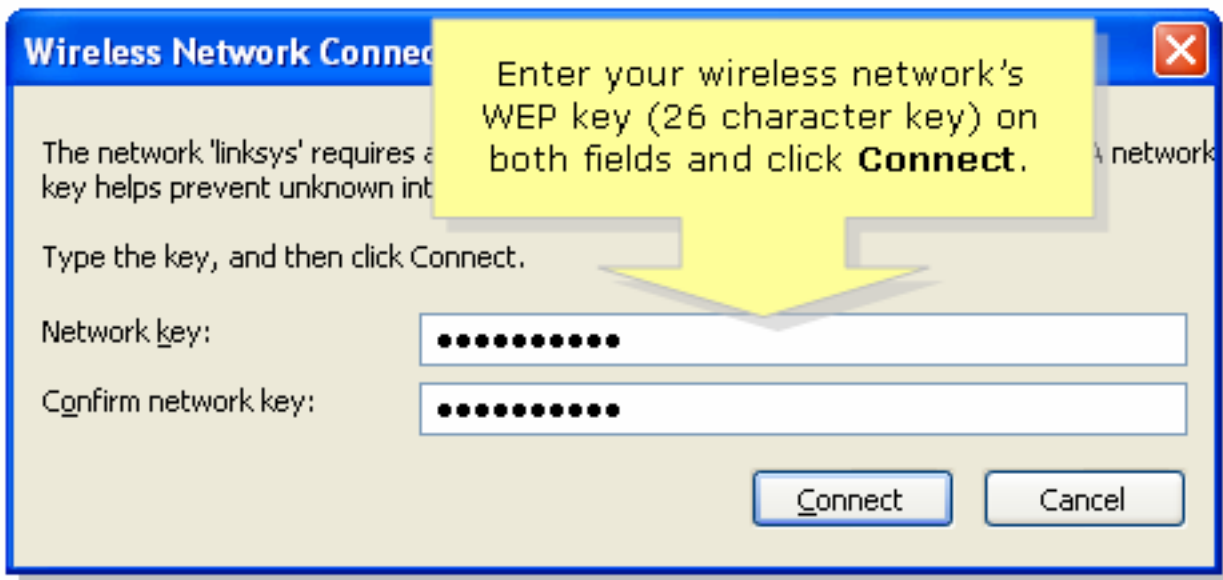 Wireless Network Connec
Enter your wireless network's
WEP key (26 character key) on
both fields and click Connect.
The network 'linksys' requires a network
key helps prevent unknown int
Type the key, and then click Connect.
Network key:
••••••••••
Confirm network key:
••••••••••
Connect Cancel